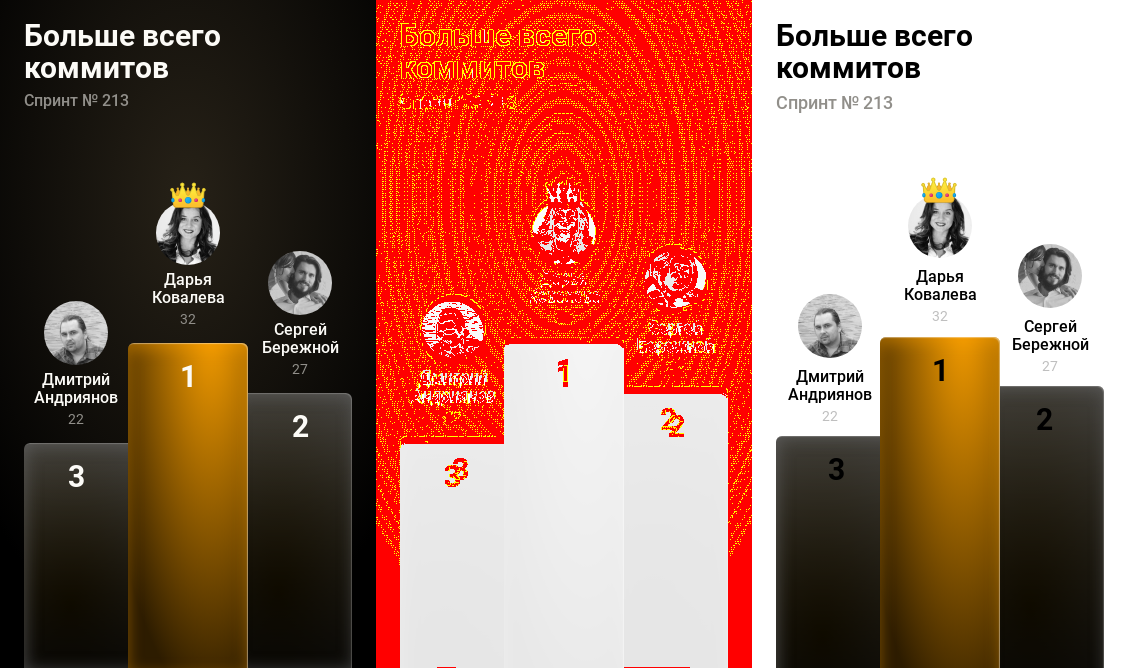 Больше всего
коммитов
Спринт № 213
Дарья
Ковалева
32
Сергей
Бережной
27
Дмитрий
Андриянов
22
1
2
3
Больше всего
коммитов
1
2
3
Больше всего
коммитов
Спринт № 213
Дарья
Ковалева
32
Сергей
Бережной
27
Дмитрий
Андриянов
22
1
2
3